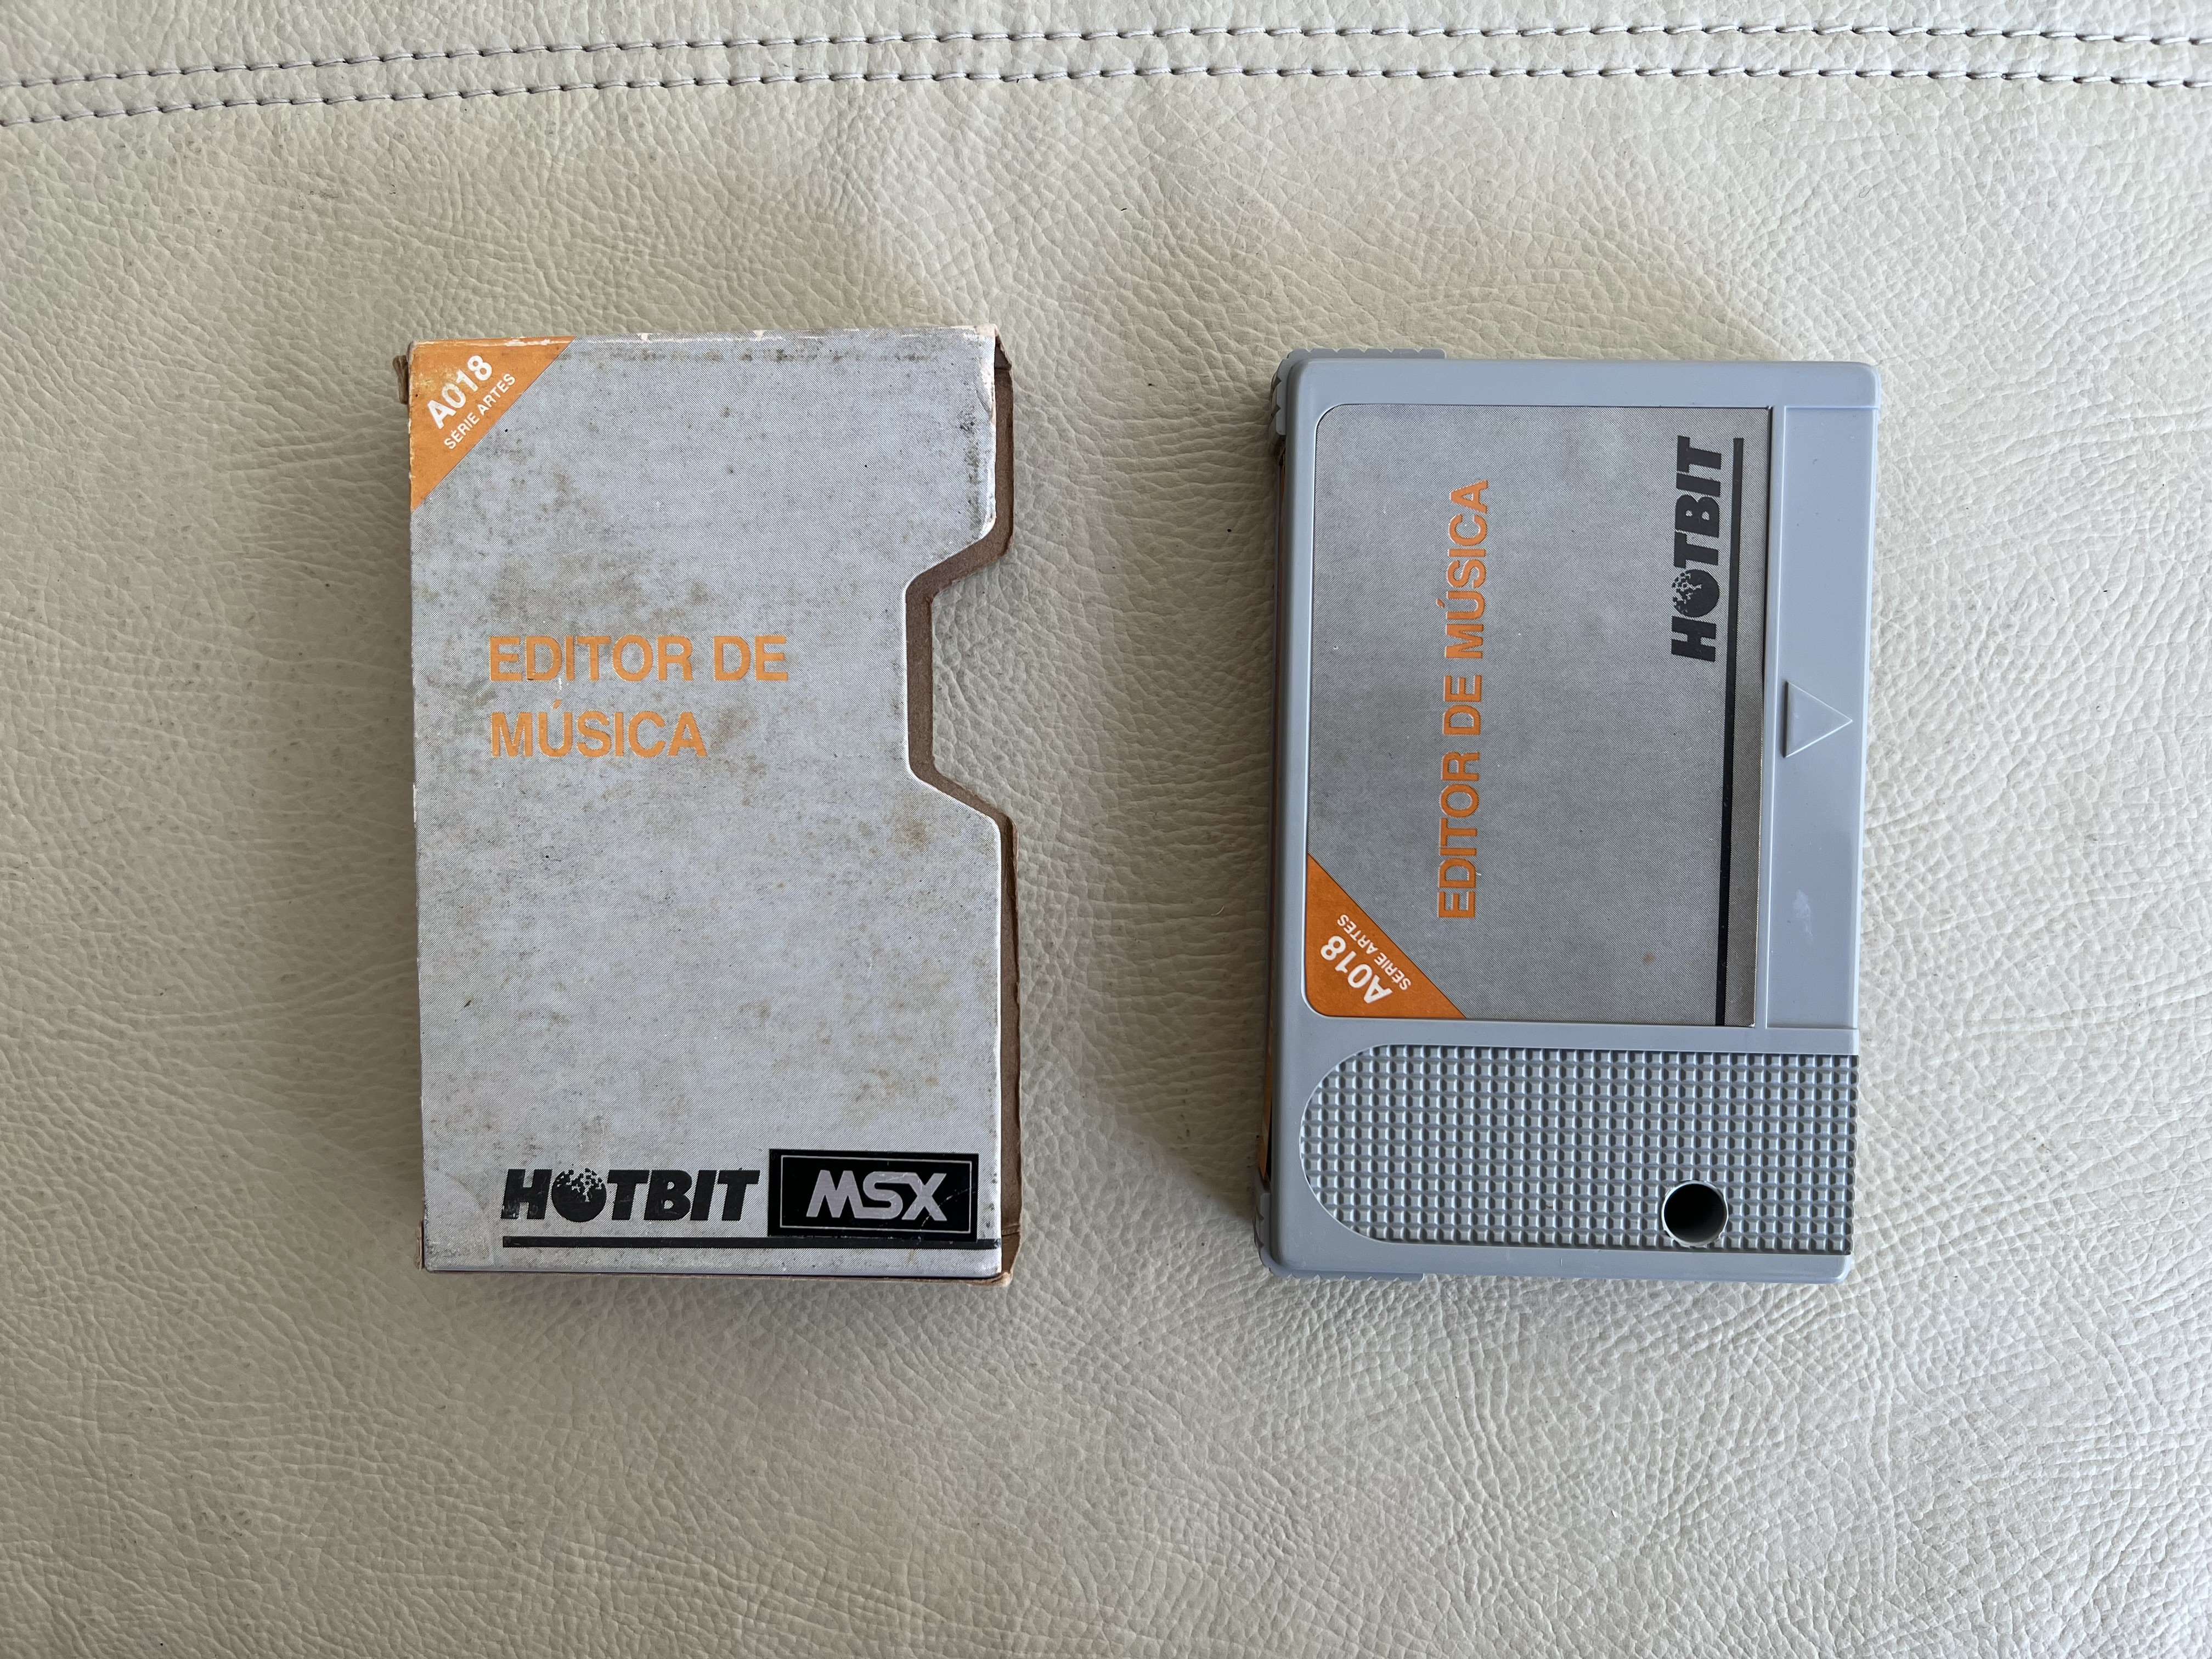 A018
SÉRIE ARTES
EDITOR DE
MÚSICA
HOTBIT
MSX
A018
SÉRIE ARTES
EDITOR DE MÚSICA
HOTBIT